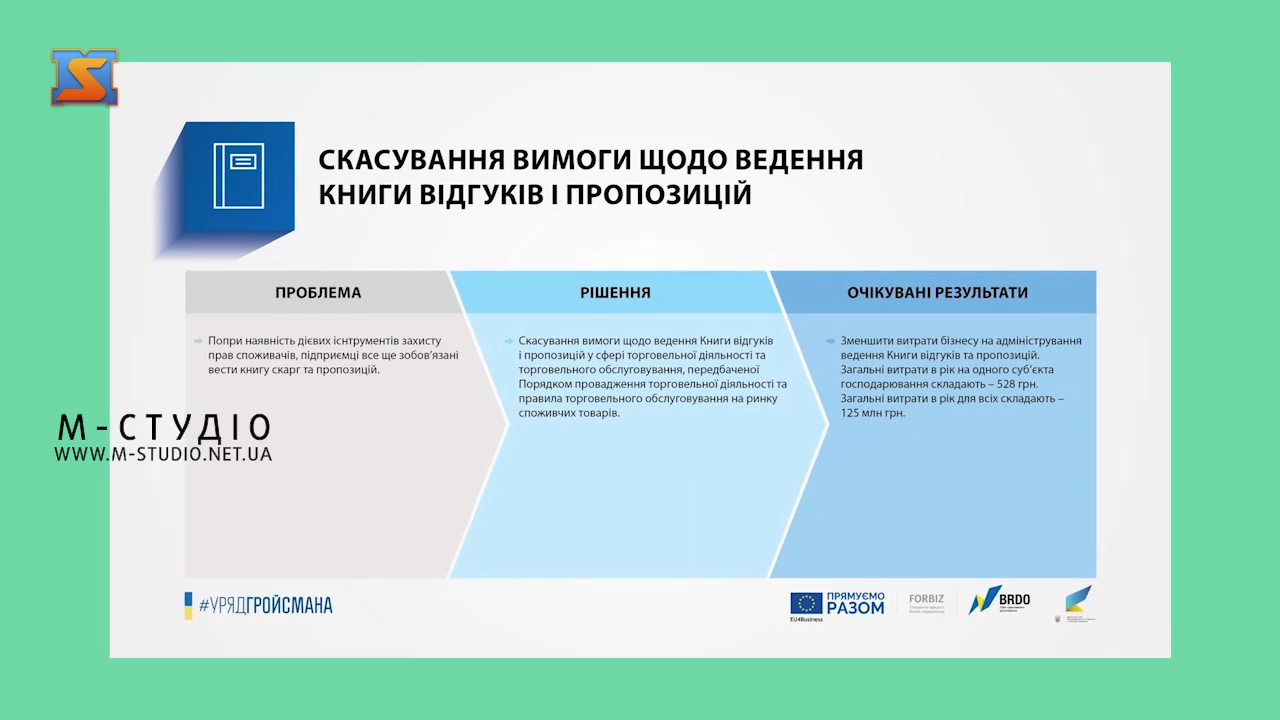 СКАСУВАННЯ ВИМОГИ ЩОДО ВЕДЕННЯ
КНИГИ ВІДГУКІВ І ПРОПОЗИЦІЙ
ПРОБЛЕМА
Попри наявність дієвих існтрументів захисту
прав споживачів, підприємці все ще зобов’язані
вести книгу скарг та пропозицій.
РІШЕННЯ
Скасування вимоги щодо ведення Книги відгуків
і пропозицій у сфері торговельної діяльності та
торговельного обслуговування, передбаченої
Порядком провадження торговельної діяльності та
правила торговельного обслуговування на ринку
споживчих товарів.
ОЧІКУВАНІ РЕЗУЛЬТАТИ
Зменшити витрати бізнесу на адміністрування
ведення Книги відгуків та пропозицій.
Загальні витрати в рік на одного суб’єкта
господарювання складають – 528 грн.
Загальні витрати в рік для всіх складають –
125 млн грн.
М-СТУДІО
WWW.M-STUDIO.NET.UA
#УРЯДГРОЙСМАНА
EU4Business
ПРЯМУЄМО
РАЗОМ
FORBIZ
BRDO